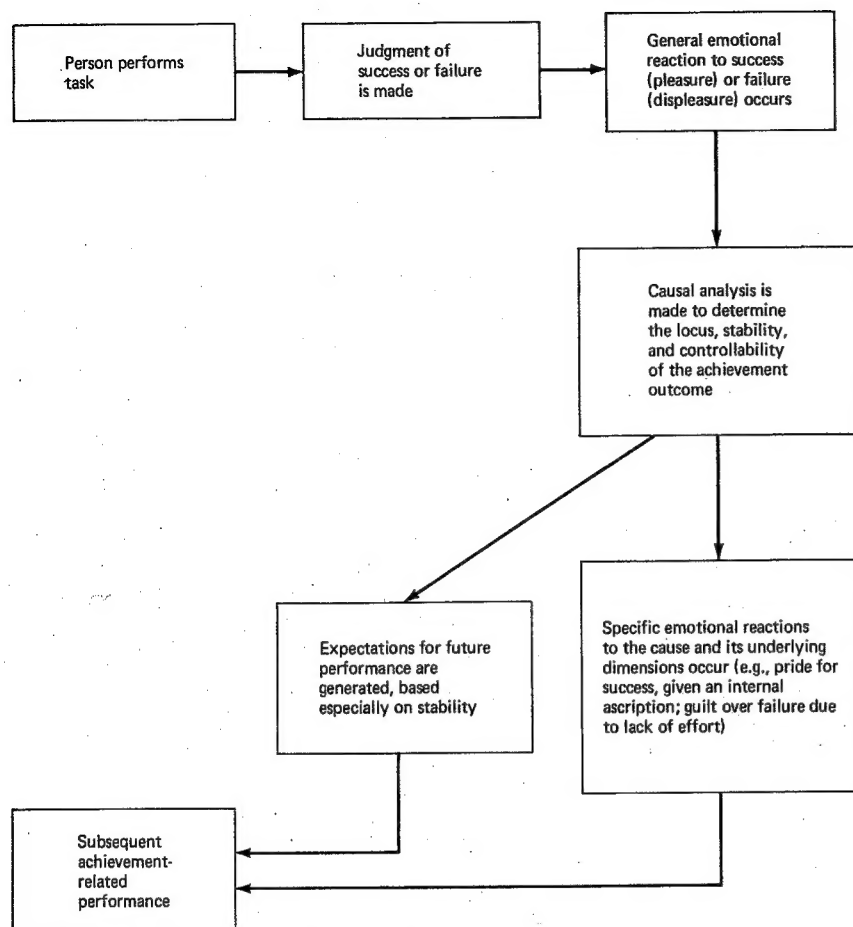 Person performs
task
Judgment of
success or failure
is made
General emotional
reaction to success
(pleasure) or failure
(displeasure) occurs
Causal analysis is
made to determine
the locus, stability,
and controllability
of the achievement
outcome
Expectations for future
performance are
generated, based
especially on stability
Specific emotional reactions
to the cause and its underlying
dimensions occur (e.g., pride for
success, given an internal
ascription; guilt over failure due
to lack of effort)
Subsequent
achievement-
related
performance